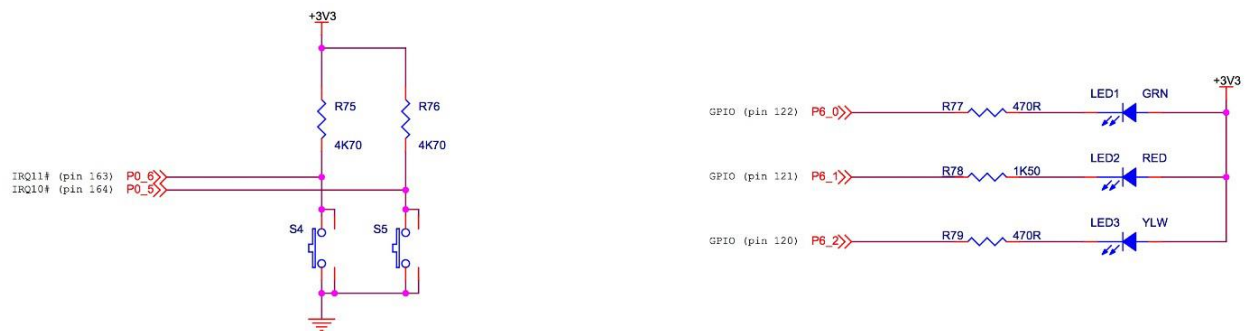 +3V3
R75
R76
4K70
4K70
IRQ11# (pin 163) P0_6
IRQ10# (pin 164) P0_5
S4
S5
+3V3
LED1 GRN
GPIO (pin 122) P6_0
R77 470R
LED2 RED
GPIO (pin 121) P6_1
R78 1K50
LED3 YLW
GPIO (pin 120) P6_2
R79 470R